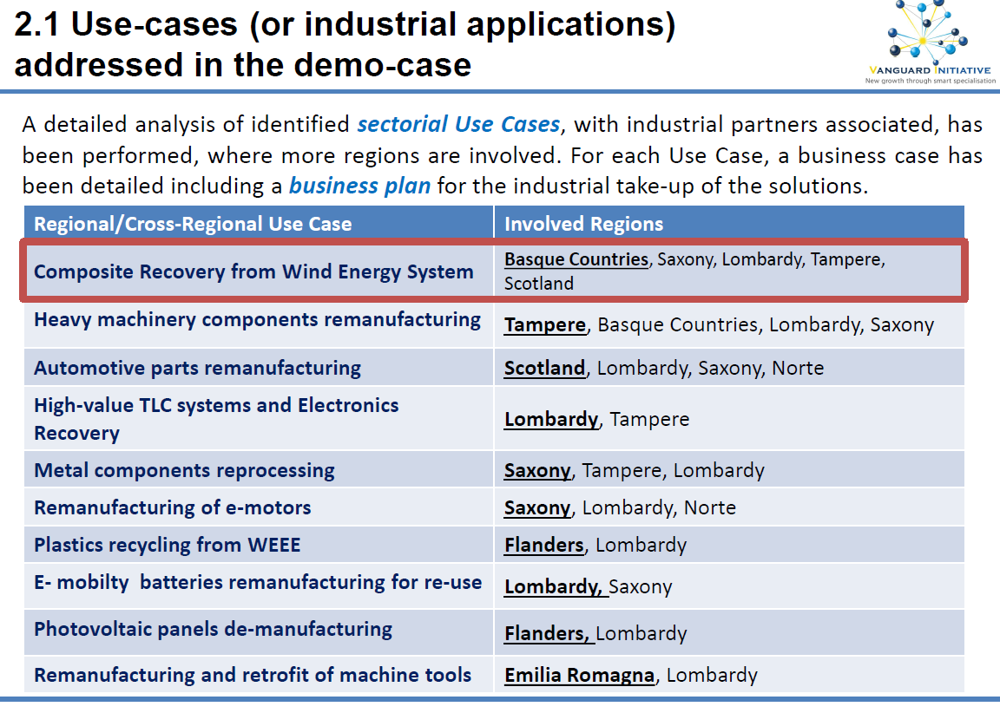 2.1 Use-cases (or industrial applications)
addressed in the demo-case
VANGUARD INITIATIVE
New growth through smart specialisation
A detailed analysis of identified sectorial Use Cases, with industrial partners associated, has
been performed, where more regions are involved. For each Use Case, a business case has
been detailed including a business plan for the industrial take-up of the solutions.
Regional/Cross-Regional Use Case
Involved Regions
Composite Recovery from Wind Energy System
Basque Countries, Saxony, Lombardy, Tampere,
Scotland
Heavy machinery components remanufacturing
Tampere, Basque Countries, Lombardy, Saxony
Automotive parts remanufacturing
Scotland, Lombardy, Saxony, Norte
High-value TLC systems and Electronics
Recovery
Lombardy, Tampere
Metal components reprocessing
Saxony, Tampere, Lombardy
Remanufacturing of e-motors
Saxony, Lombardy, Norte
Plastics recycling from WEEE
Flanders, Lombardy
E- mobilty  batteries remanufacturing for re-use
Lombardy, Saxony
Photovoltaic panels de-manufacturing
Flanders, Lombardy
Remanufacturing and retrofit of machine tools
Emilia Romagna, Lombardy